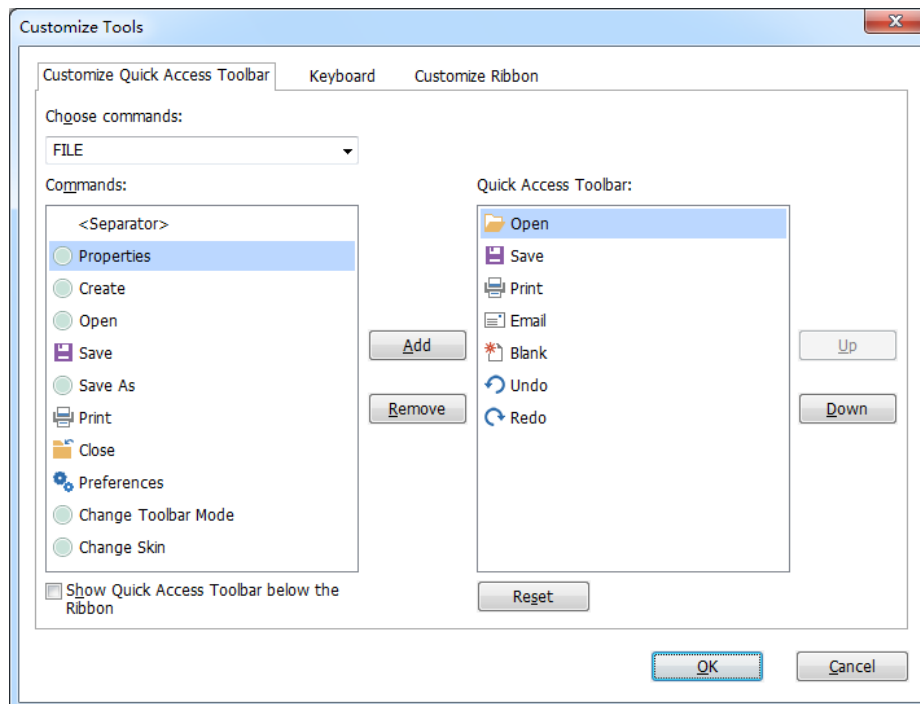 Customize Tools
Customize Quick Access Toolbar
Keyboard
Customize Ribbon
Choose commands:
FILE
Commands:
<Separator>
Properties
Create
Open
Save
Save As
Print
Close
Preferences
Change Toolbar Mode
Change Skin
Show Quick Access Toolbar below the
Ribbon
Add
Remove
Quick Access Toolbar:
Open
Save
Print
Email
Blank
Undo
Redo
Reset
Up
Down
OK
Cancel